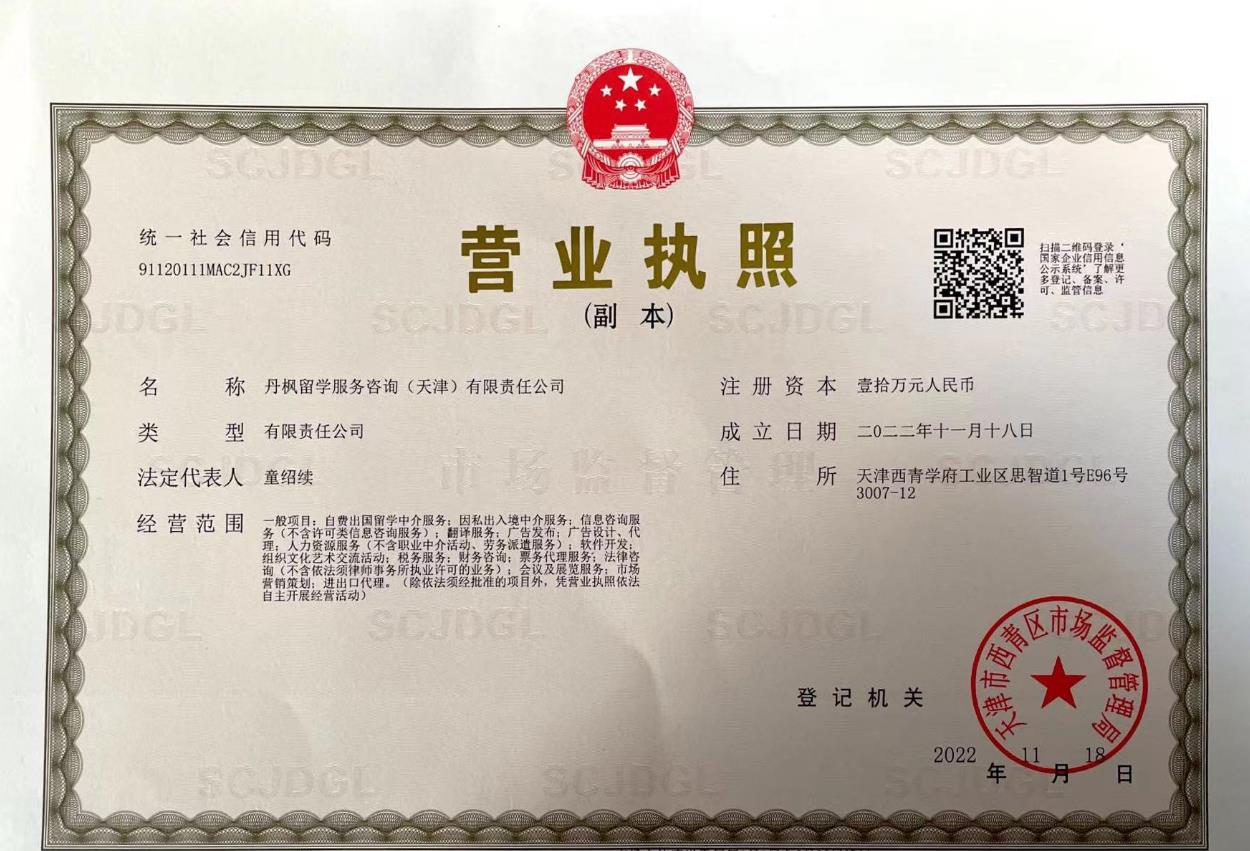 统一社会信用代码
91120111MAC2JF11XG
营业执照
(副 本)
扫描二维码登录‘
国家企业信用信息
公示系统’了解更
多登记、备案、许
可、监管信息
名 称 丹枫留学服务咨询（天津）有限责任公司
类 型 有限责任公司
法定代表人 童绍续
经营范围 一般项目：自费出国留学中介服务；因私出入境中介服务；信息咨询服
务（不含许可类信息咨询服务）；翻译服务；广告发布；广告设计、代
理；人力资源服务（不含职业中介活动、劳务派遣服务）；软件开发；
组织文化艺术交流活动；税务服务；财务咨询；票务代理服务；法律咨
询（不含依法须律师事务所执业许可的业务）；会议及展览服务；市场
营销策划；进出口代理。（除依法须经批准的项目外，凭营业执照依法
自主开展经营活动）
注册资本 壹拾万元人民币
成立日期 二〇二二年十一月十八日
住 所 天津西青学府工业区思智道1号E96号
3007-12
登记机关
天津市西青区市场监督管理局
2022 年 11 月 18 日
SCJDGL
市场监督管理